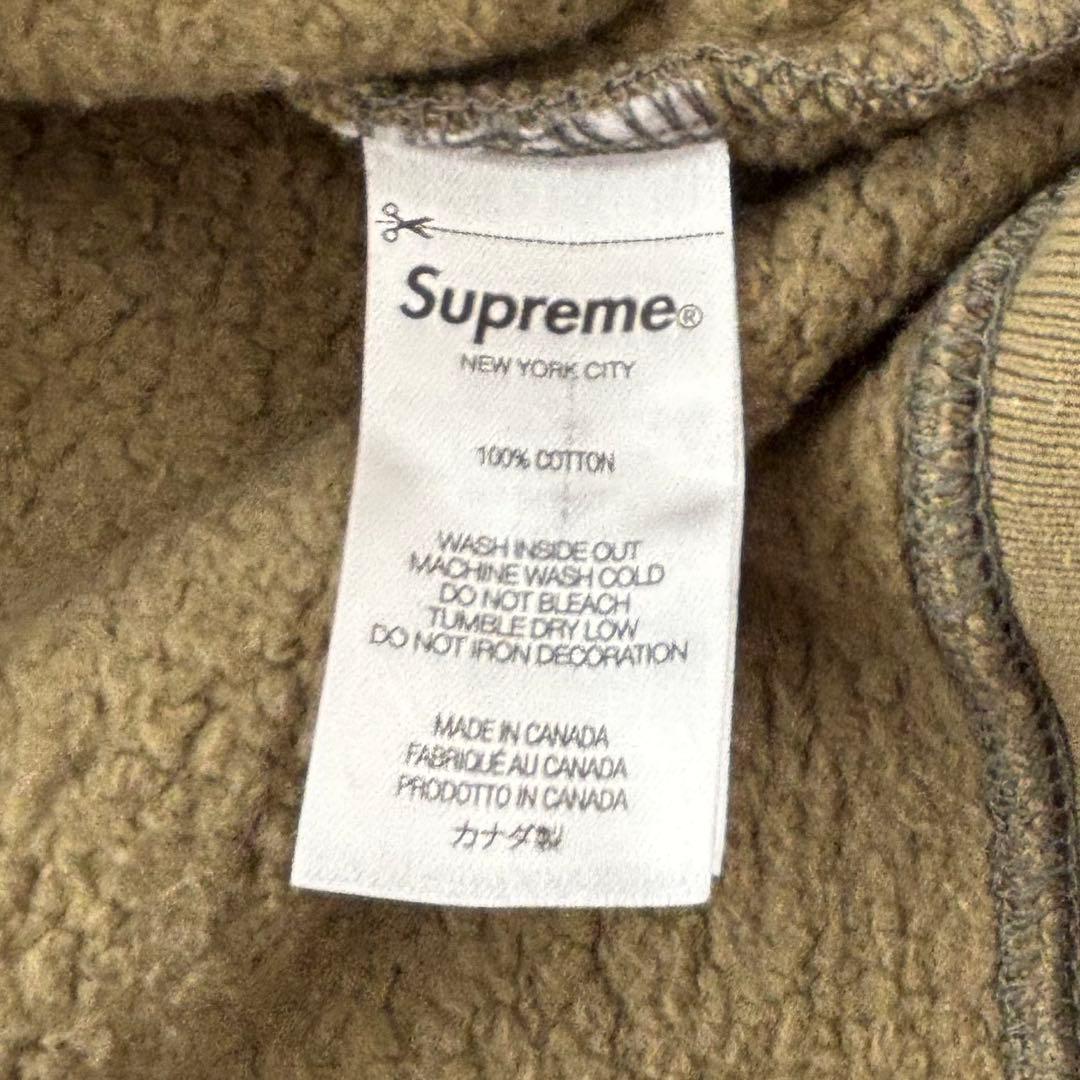 Supreme®
NEW YORK CITY
100% COTTON
WASH INSIDE OUT
MACHINE WASH COLD
DO NOT BLEACH
TUMBLE DRY LOW
DO NOT IRON DECORATION
MADE IN CANADA
FABRIQUÉ AU CANADA
PRODOTTO IN CANADA
カナダ製